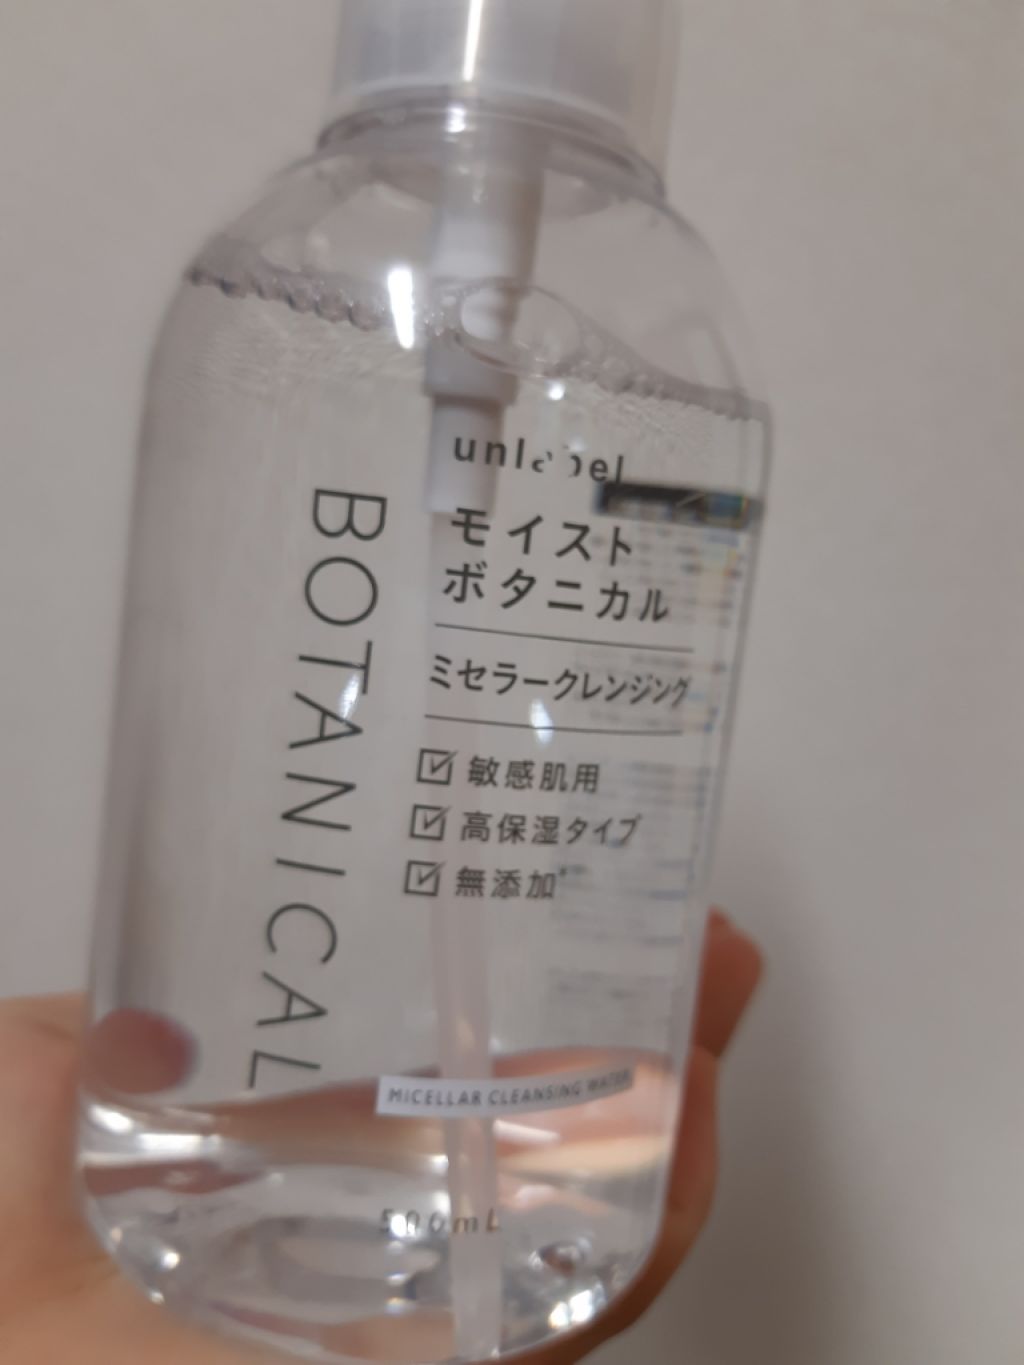 unlabel
モイスト
ボタニカル
ミセラークレンジング
敏感肌用
高保湿タイプ
無添加*
BOTANICAL
MICELLAR CLEANSING WATER
500mL